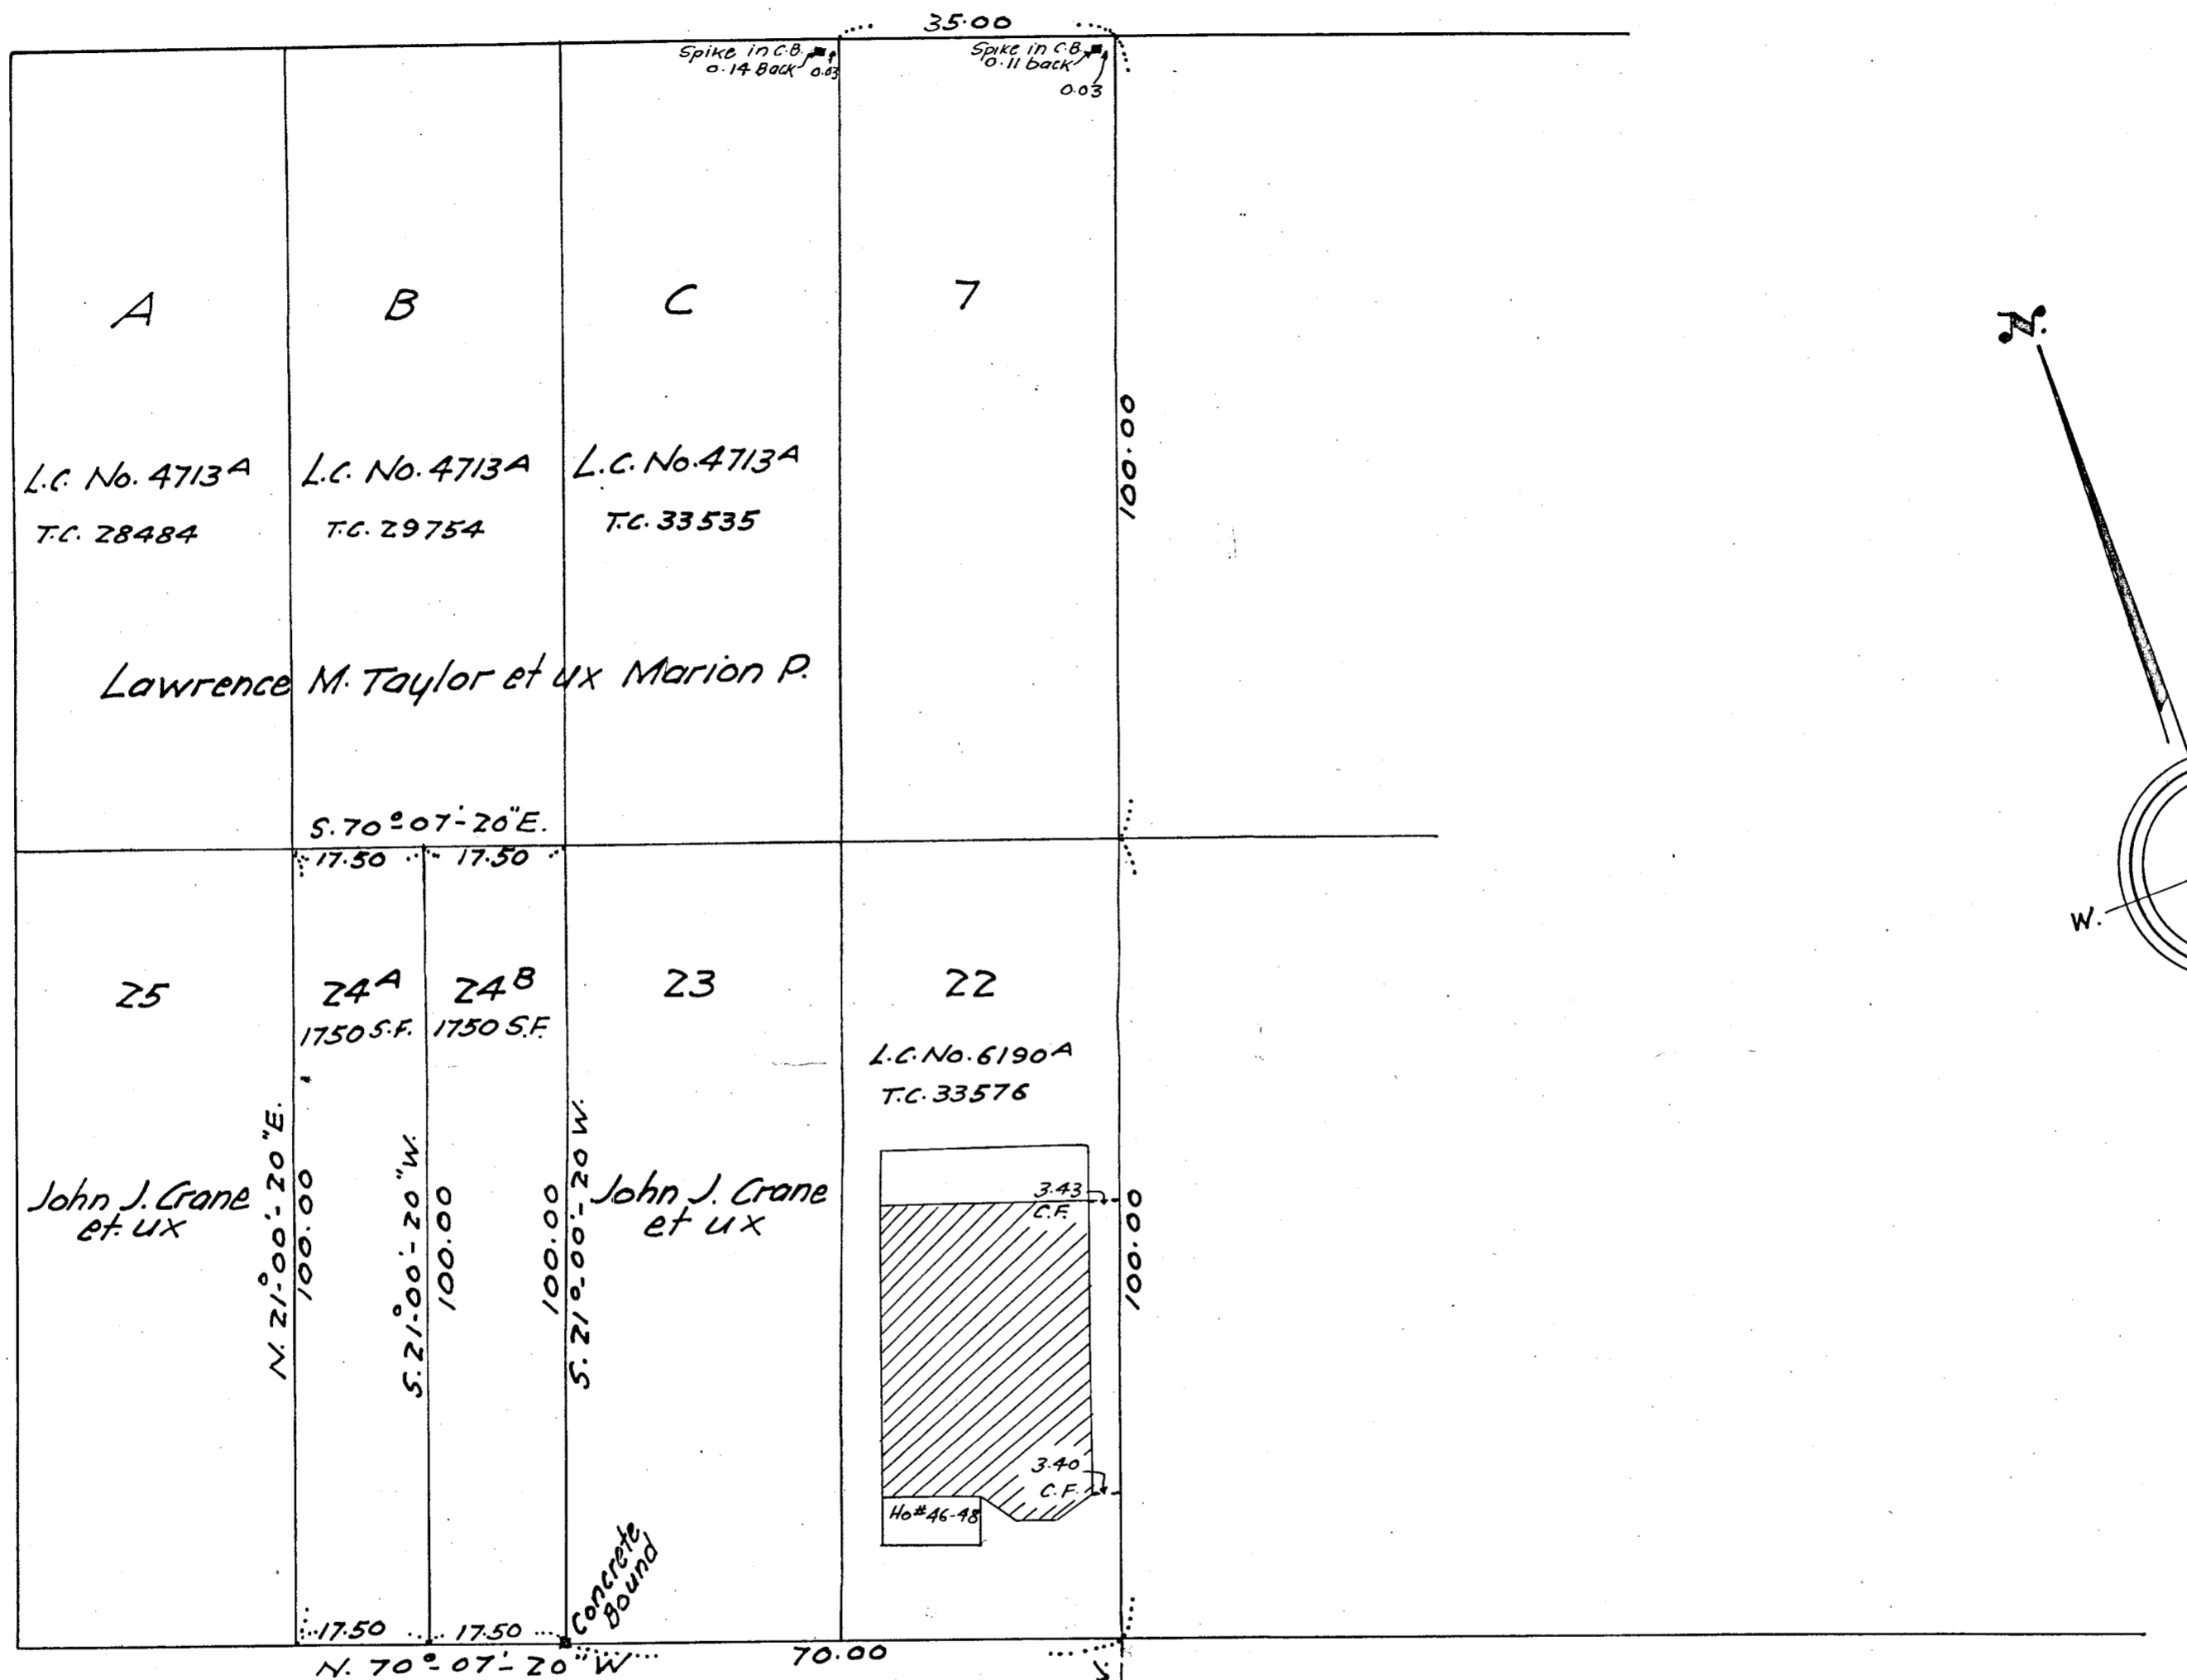 35.00
Spike in C.B.
0.14 Back 0.03
Spike in C.B.
0.11 back
0.03
A
B
C
7
N.
100.00
L.C. No. 4713A
T.C. 28484
L.C. No. 4713A
T.C. 29754
L.C. No. 4713A
T.C. 33535
Lawrence M. Taylor et ux Marion P.
S. 70°-07'-20"E.
17.50 17.50
W.
25
24A
1750 S.F.
24B
1750 S.F.
23
22
L.C. No. 6190A
T.C. 33576
John J. Crane
et ux
N. 21°-00'-20"E.
100.00
S. 21°-00'-20"W.
100.00
100.00
S. 21°-00'-20 W.
John J. Crane
et ux
3.43
C.F.
100.00
3.40
C.F.
Ho#46-48
Concrete
Bound
17.50 17.50
N. 70°-07'-20"W
70.00